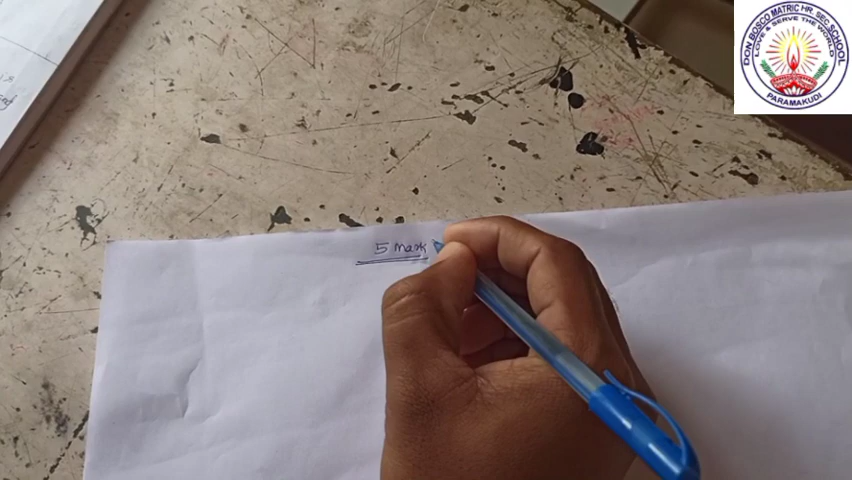 5 Mark
DON BOSCO MATRIC HR. SEC. SCHOOL
LOVE & SERVE THE WORLD
PARAMAKUDI